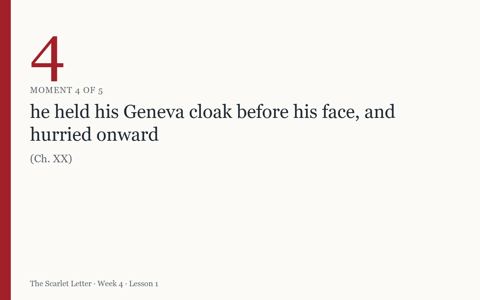 4
MOMENT 4 OF 5
he held his Geneva cloak before his face, and
hurried onward
(Ch. XX)
The Scarlet Letter · Week 4 · Lesson 1